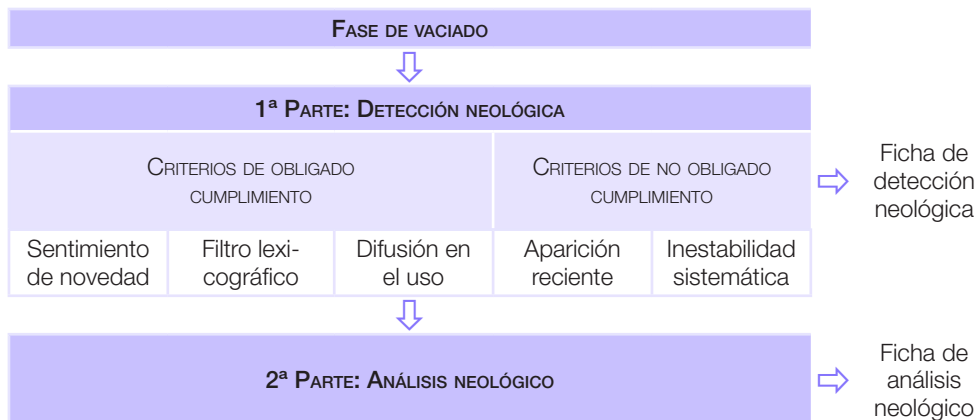 Fase de vaciado
1ª Parte: Detección neológica
Criterios de obligado
cumplimiento
Criterios de no obligado
cumplimiento
Ficha de
detección
neológica
Sentimiento
de novedad
Filtro lexi-
cográfico
Difusión en
el uso
Aparición
reciente
Inestabilidad
sistemática
2ª Parte: Análisis neológico
Ficha de
análisis
neológico